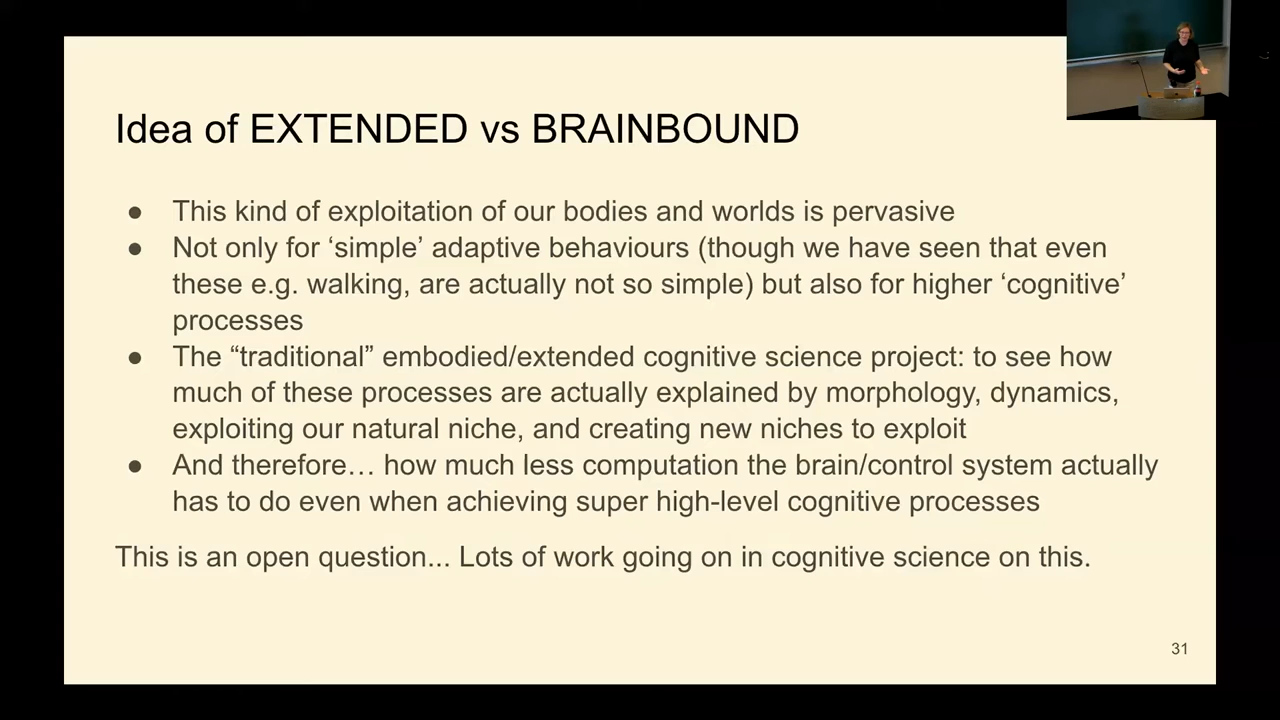 Idea of EXTENDED vs BRAINBOUND
● This kind of exploitation of our bodies and worlds is pervasive
● Not only for ‘simple’ adaptive behaviours (though we have seen that even
these e.g. walking, are actually not so simple) but also for higher ‘cognitive’
processes
● The “traditional” embodied/extended cognitive science project: to see how
much of these processes are actually explained by morphology, dynamics,
exploiting our natural niche, and creating new niches to exploit
● And therefore… how much less computation the brain/control system actually
has to do even when achieving super high-level cognitive processes
This is an open question... Lots of work going on in cognitive science on this.
31